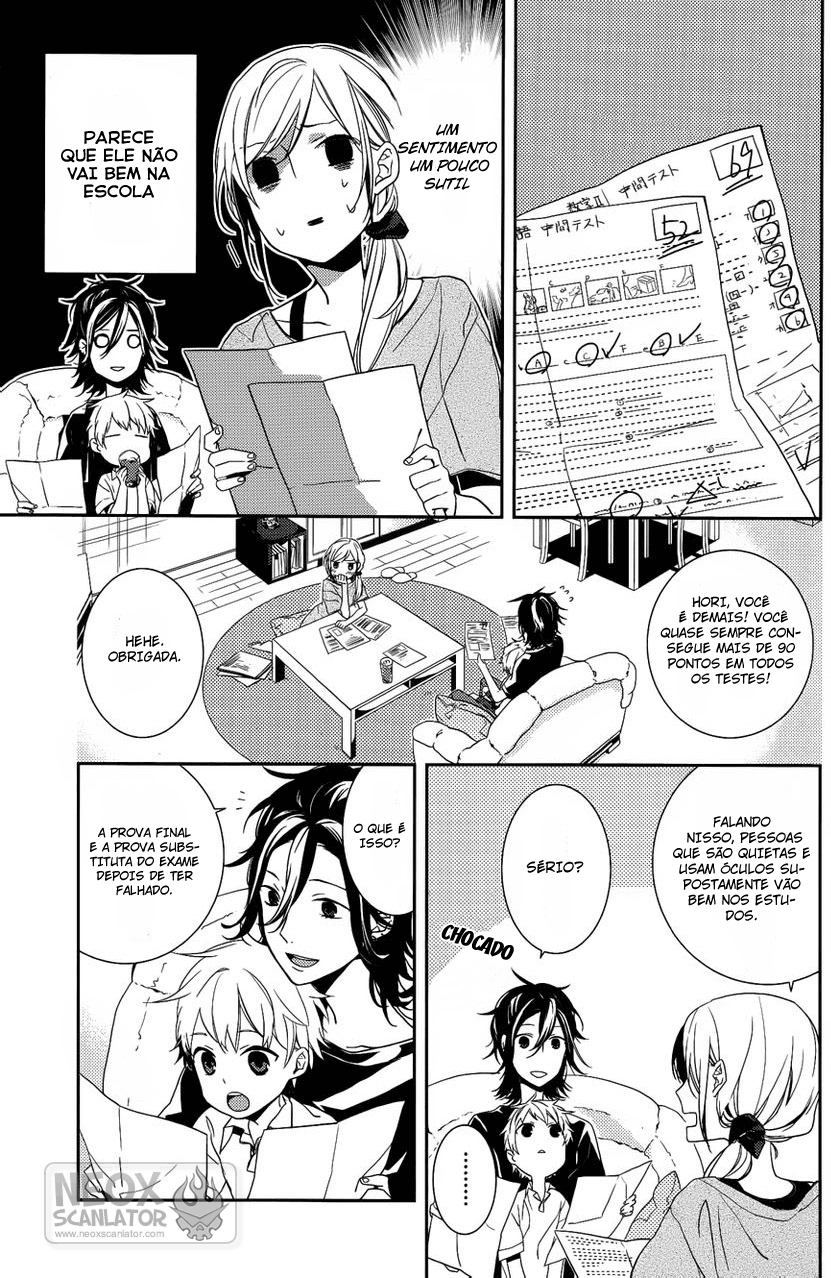 64
数学II 中間テスト
語 中間テスト
52
A
C
F
B
E
UM
SENTIMENTO
UM POUCO
SUTIL
PARECE
QUE ELE NÃO
VAI BEM NA
ESCOLA
HORI, VOCÊ
É DEMAIS! VOCÊ
QUASE SEMPRE CON-
SEGUE MAIS DE 90
PONTOS EM TODOS
OS TESTES!
HEHE.
OBRIGADA.
FALANDO
NISSO, PESSOAS
QUE SÃO QUIETAS E
USAM ÓCULOS SU-
POSTAMENTE VÃO
BEM NOS ESTU-
DOS.
SÉRIO?
CHOCADO
.........
O QUE É
ISSO?
A PROVA FINAL
E A PROVA SUBS-
TITUTA DO EXAME
DEPOIS DE TER
FALHADO.
NEOX
SCANLATOR
www.neoxscanlator.com